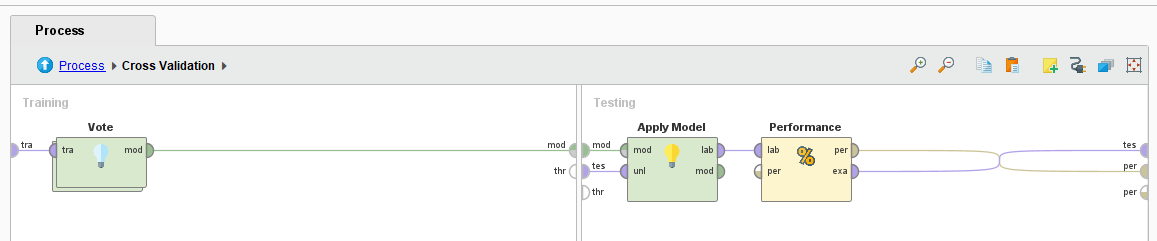 Process
Process Cross Validation
Training
Testing
Vote
Apply Model
Performance
tra
tra
mod
mod
thr
mod
tes
thr
mod
unl
lab
mod
lab
per
%
per
exa
tes
per
per